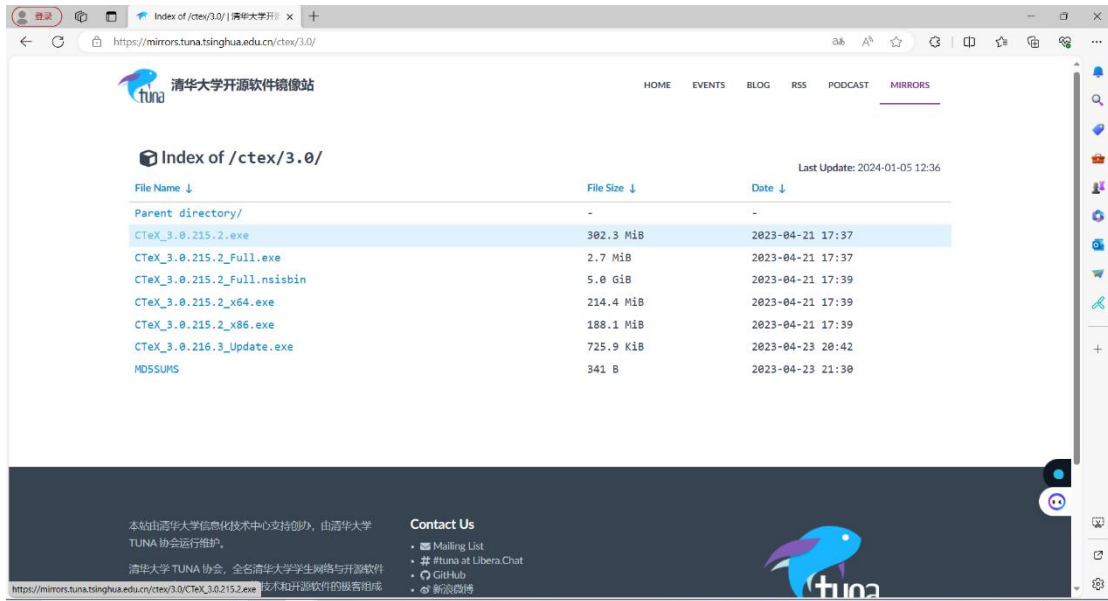 登录
Index of /ctex/3.0/ | 清华大学开
https://mirrors.tuna.tsinghua.edu.cn/ctex/3.0/
tuna
清华大学开源软件镜像站
HOME EVENTS BLOG RSS PODCAST MIRRORS
Index of /ctex/3.0/
Last Update: 2024-01-05 12:36
File Name ↓ File Size ↓ Date ↓
Parent directory/ - -
CTeX_3.0.215.2.exe 302.3 MiB 2023-04-21 17:37
CTeX_3.0.215.2_Full.exe 2.7 MiB 2023-04-21 17:37
CTeX_3.0.215.2_Full.nsisbin 5.0 GiB 2023-04-21 17:39
CTeX_3.0.215.2_x64.exe 214.4 MiB 2023-04-21 17:39
CTeX_3.0.215.2_x86.exe 188.1 MiB 2023-04-21 17:39
CTeX_3.0.216.3_Update.exe 725.9 KiB 2023-04-23 20:42
MD5SUMS 341 B 2023-04-23 21:30
本站由清华大学信息化技术中心支持创办，由清华大学
TUNA 协会运行维护。
清华大学 TUNA 协会，全名清华大学学生网络与开源软件
技术和开源软件的极客组成
Contact Us
Mailing List
#tuna at Libera.Chat
GitHub
新浪微博
tuna
https://mirrors.tuna.tsinghua.edu.cn/ctex/3.0/CTeX_3.0.215.2.exe